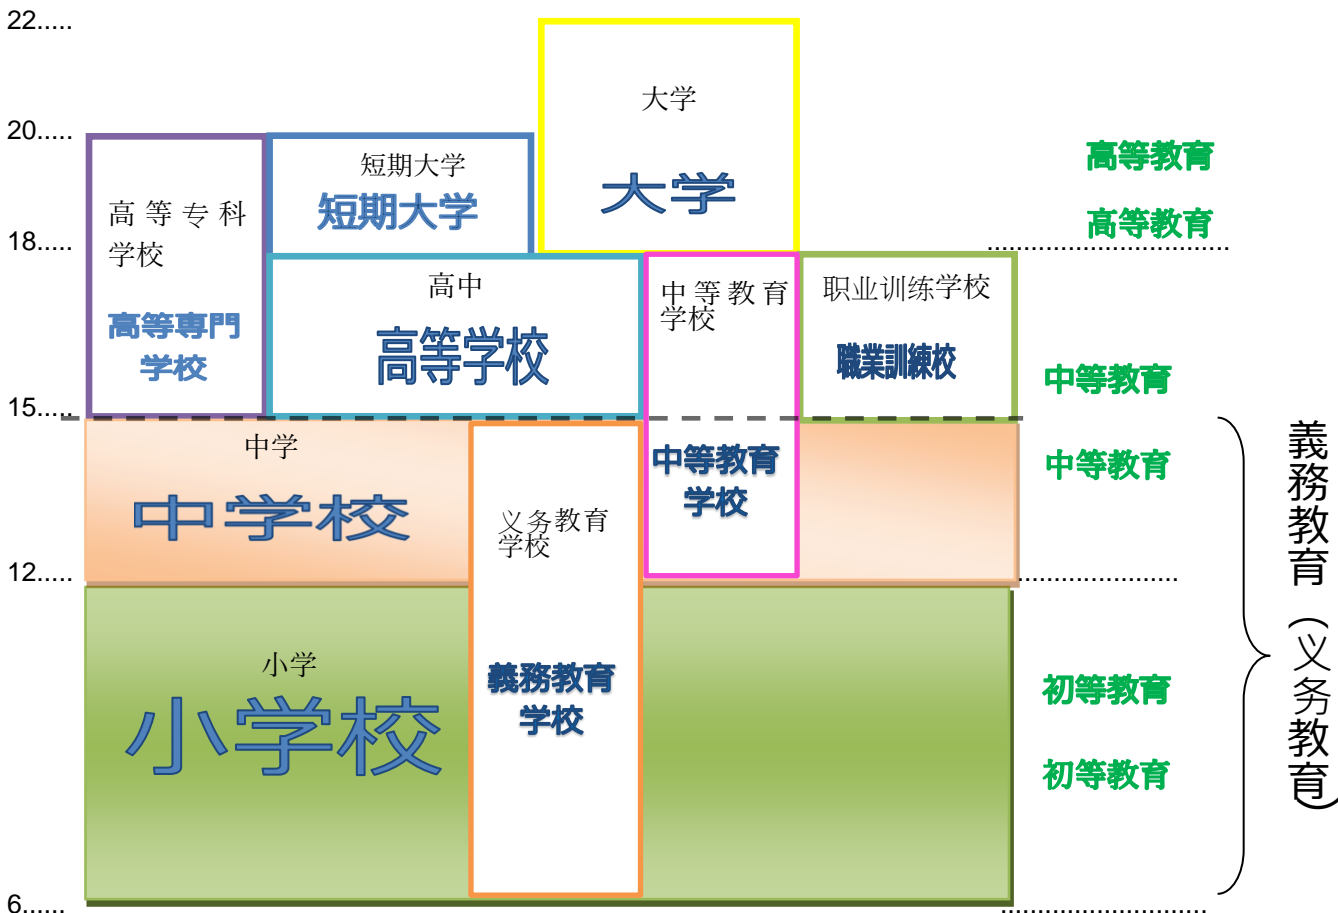 22.....
大学
20.....
短期大学
高等教育
大学
短期大学
高等专科
学校
高等教育
18.....
高中
中等教育
学校
职业训练学校
高等専門
学校
高等学校
職業訓練校
中等教育
15.....
中学
中等教育
学校
中等教育
中学校
义务教育
学校
12.....
小学
小学校
義務教育
学校
初等教育
初等教育
義務教育（义务教育）
6......